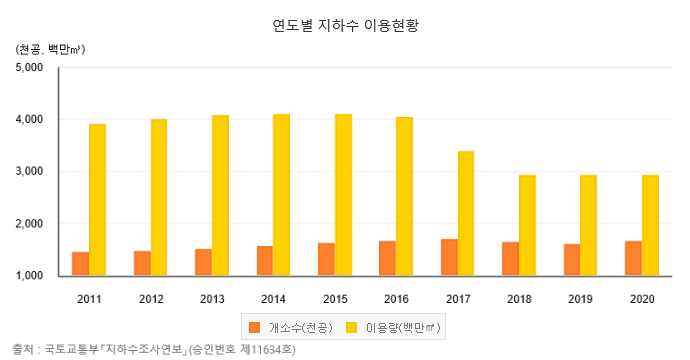 연도별 지하수 이용현황
(천공, 백만㎥)
5,000
4,000
3,000
2,000
1,000
2011 2012 2013 2014 2015 2016 2017 2018 2019 2020
개소수(천공) 이용량(백만㎥)
출처 : 국토교통부「지하수조사연보」(승인번호 제11634호)